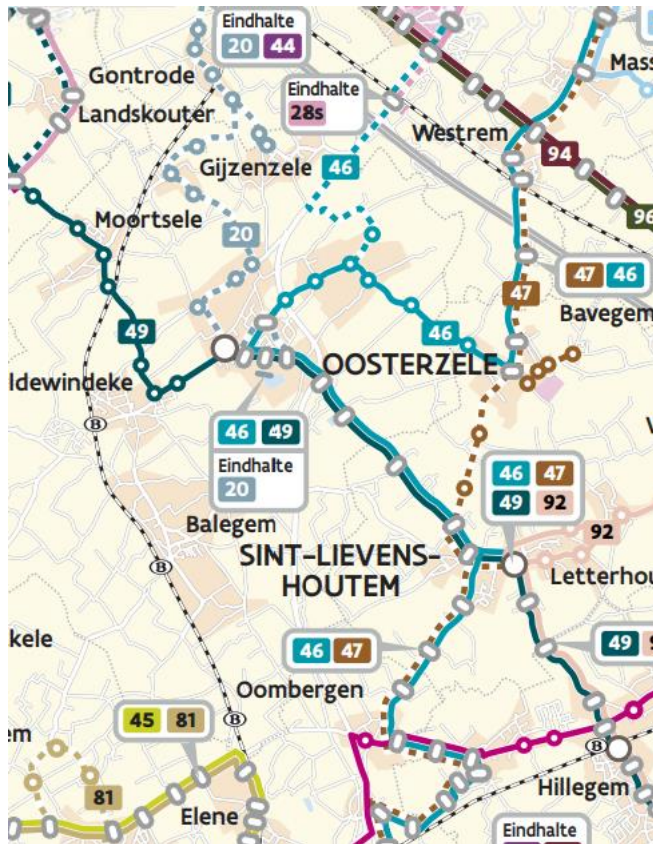 Eindhalte
20 44
Gontrode
Landskouter
Eindhalte
28s
Mass
Westrem
94
Gijzenzele 46
96
Moortsele
20
47 46
47
Bavegem
49
46
OOSTERZELE
ldewindeke
B
46 49
Eindhalte
20
Balegem
46 47
49 92
92
SINT-LIEVENS-
HOUTEM
B
Letterhou
kele
46 47
49 9
Oombergen
em
45 81
B
B
81
Elene
Hillegem
Eindhalte